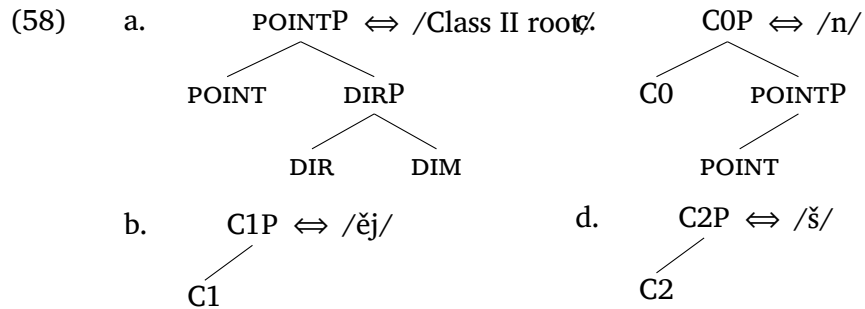 (58) a. POINTP ⇔ /Class II root/ c. C0P ⇔ /n/
POINT DIRP C0 POINTP
DIR DIM POINT
b. C1P ⇔ /ěj/ d. C2P ⇔ /š/
C1 C2